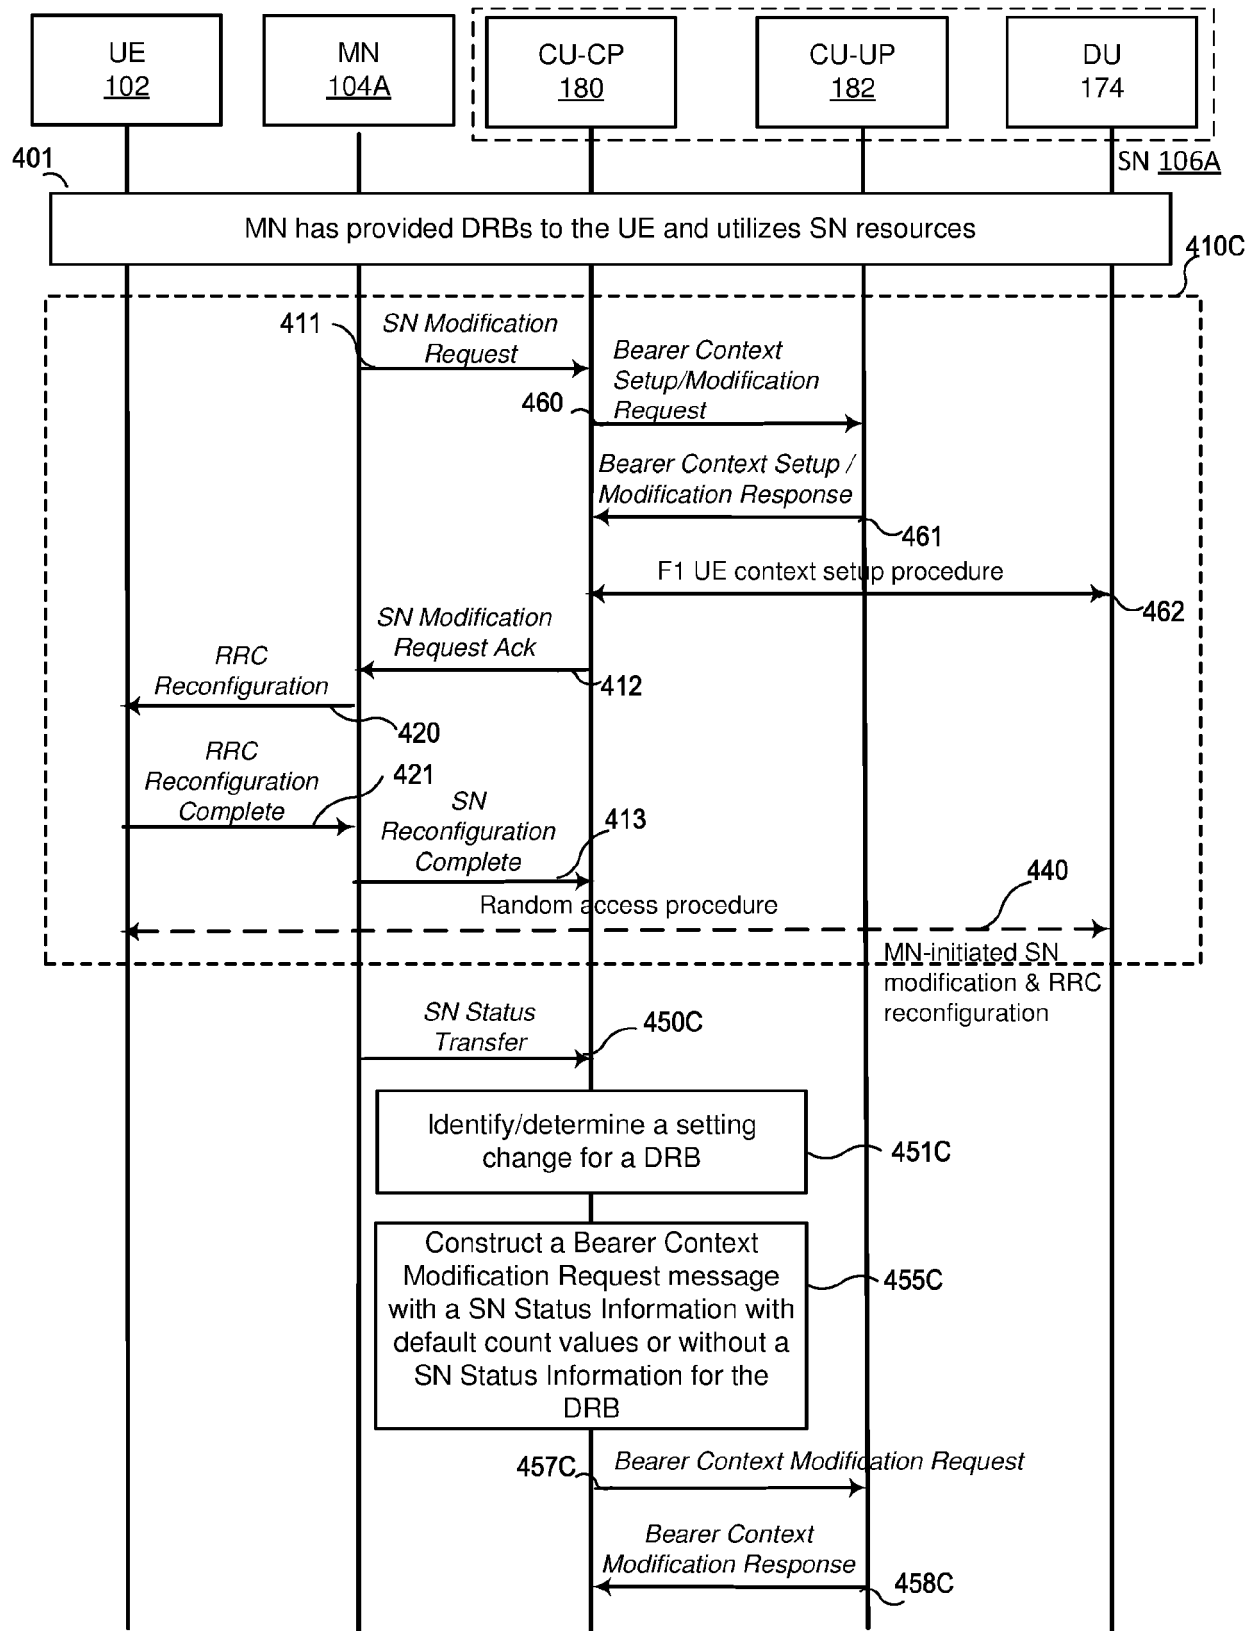 UE
102
MN
104A
CU-CP
180
CU-UP
182
DU
174
SN 106A
401
MN has provided DRBs to the UE and utilizes SN resources
410C
411
SN Modification
Request
Bearer Context
Setup/Modification
Request
460
Bearer Context Setup /
Modification Response
461
F1 UE context setup procedure
462
SN Modification
Request Ack
412
RRC
Reconfiguration
420
RRC
Reconfiguration
Complete
421
SN
Reconfiguration
Complete
413
Random access procedure
440
MN-initiated SN
modification & RRC
reconfiguration
SN Status
Transfer
450C
Identify/determine a setting
change for a DRB
451C
Construct a Bearer Context
Modification Request message
with a SN Status Information with
default count values or without a
SN Status Information for the
DRB
455C
457C
Bearer Context Modification Request
Bearer Context
Modification Response
458C